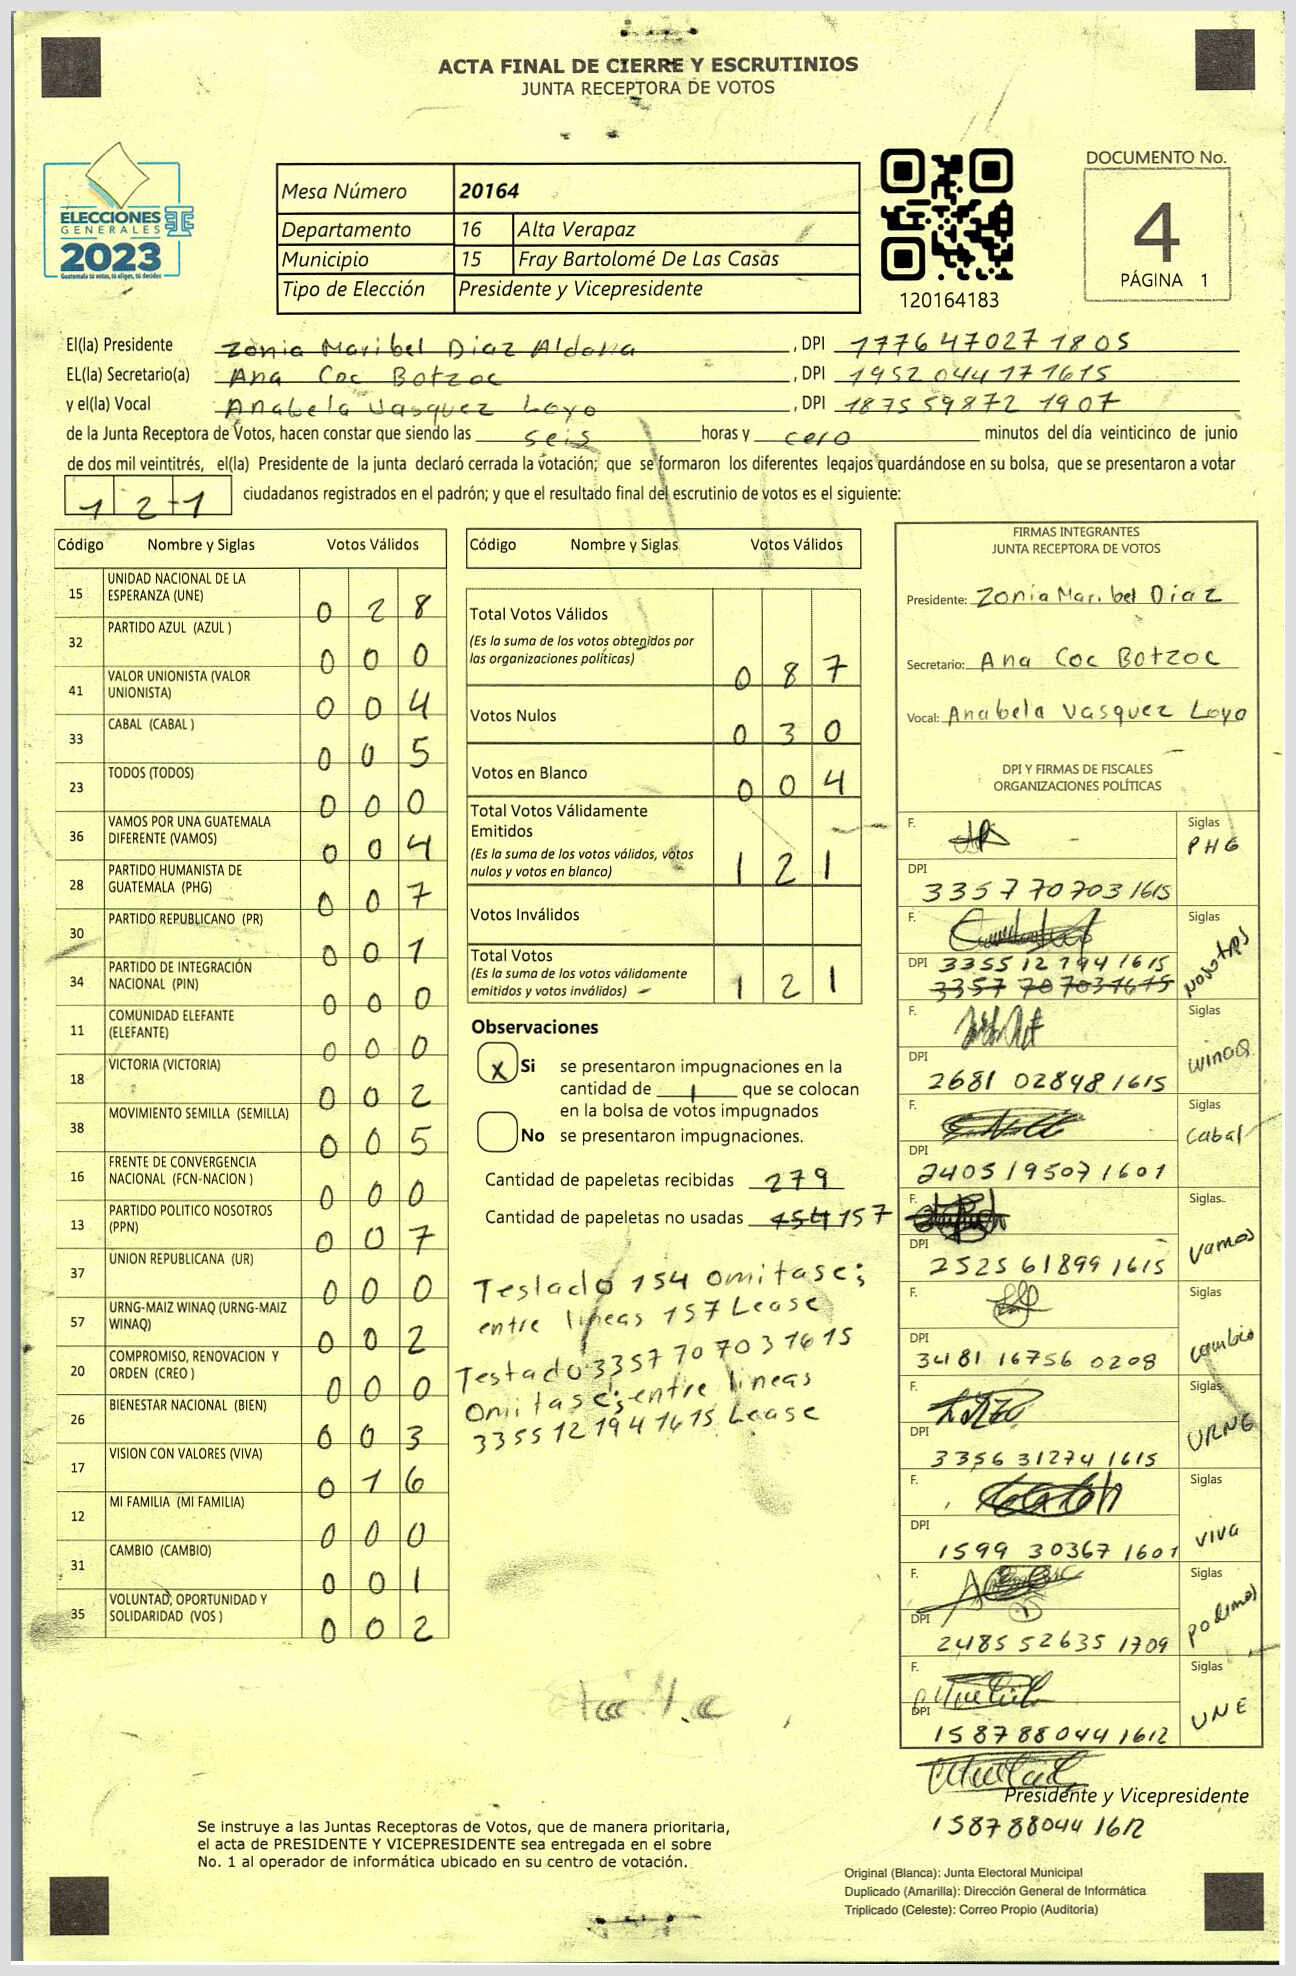 ACTA FINAL DE CIERRE Y ESCRUTINIOS
JUNTA RECEPTORA DE VOTOS
ELECCIONES
GENERALES
2023
Guatemala tú votas, tú eliges, tú decides
Mesa Número 20164
Departamento 16 Alta Verapaz
Municipio 15 Fray Bartolomé De Las Casas
Tipo de Elección Presidente y Vicepresidente
120164183
DOCUMENTO No.
4
PÁGINA 1
El(la) Presidente Zonia Maribel Diaz Aldana , DPI 1776470271805
EL(la) Secretario(a) Ana Coc Botzoc , DPI 1952044171615
y el(la) Vocal Anabela Vasquez Loyo , DPI 1875598721907
de la Junta Receptora de Votos, hacen constar que siendo las seis horas y cero minutos del día veinticinco de junio
de dos mil veintitrés, el(la) Presidente de la junta declaró cerrada la votación; que se formaron los diferentes legajos guardándose en su bolsa, que se presentaron a votar
121 ciudadanos registrados en el padrón; y que el resultado final del escrutinio de votos es el siguiente:
Código Nombre y Siglas Votos Válidos
15 UNIDAD NACIONAL DE LA
ESPERANZA (UNE) 0 2 8
32 PARTIDO AZUL (AZUL ) 0 0 0
41 VALOR UNIONISTA (VALOR
UNIONISTA) 0 0 4
33 CABAL (CABAL ) 0 0 5
23 TODOS (TODOS) 0 0 0
36 VAMOS POR UNA GUATEMALA
DIFERENTE (VAMOS) 0 0 4
28 PARTIDO HUMANISTA DE
GUATEMALA (PHG) 0 0 7
30 PARTIDO REPUBLICANO (PR) 0 0 1
34 PARTIDO DE INTEGRACIÓN
NACIONAL (PIN) 0 0 0
11 COMUNIDAD ELEFANTE
(ELEFANTE) 0 0 0
18 VICTORIA (VICTORIA) 0 0 2
38 MOVIMIENTO SEMILLA (SEMILLA) 0 0 5
16 FRENTE DE CONVERGENCIA
NACIONAL (FCN-NACION ) 0 0 0
13 PARTIDO POLITICO NOSOTROS
(PPN) 0 0 7
37 UNION REPUBLICANA (UR) 0 0 0
57 URNG-MAIZ WINAQ (URNG-MAIZ
WINAQ) 0 0 2
20 COMPROMISO, RENOVACION Y
ORDEN (CREO ) 0 0 0
26 BIENESTAR NACIONAL (BIEN) 0 0 3
17 VISION CON VALORES (VIVA) 0 1 6
12 MI FAMILIA (MI FAMILIA) 0 0 0
31 CAMBIO (CAMBIO) 0 0 1
35 VOLUNTAD, OPORTUNIDAD Y
SOLIDARIDAD (VOS ) 0 0 2
Código Nombre y Siglas Votos Válidos
Total Votos Válidos
(Es la suma de los votos obtenidos por
las organizaciones políticas) 0 8 7
Votos Nulos 0 3 0
Votos en Blanco 0 0 4
Total Votos Válidamente
Emitidos
(Es la suma de los votos válidos, votos
nulos y votos en blanco) 1 2 1
Votos Inválidos
Total Votos
(Es la suma de los votos válidamente
emitidos y votos inválidos) 1 2 1
Observaciones
x Si se presentaron impugnaciones en la
cantidad de 1 que se colocan
en la bolsa de votos impugnados
No se presentaron impugnaciones.
Cantidad de papeletas recibidas 279
Cantidad de papeletas no usadas 154 157
Teslado 154 omitase;
entre lineas 157 Lease
Testado 3357 70 703 1615
Omitase; entre lineas
3355 12 194 1615 Lease
FIRMAS INTEGRANTES
JUNTA RECEPTORA DE VOTOS
Presidente: Zonia Maribel Diaz
Secretario: Ana Coc Botzoc
Vocal: Anabela Vasquez Loyo
DPI Y FIRMAS DE FISCALES
ORGANIZACIONES POLÍTICAS
F. Siglas
PHG
DPI
3357 70703 1615
F. Siglas
Nosotros
DPI 3355 12 194 1615
3357 70 703 1615
F. Siglas
winaq
DPI
2681 02848 1615
F. Siglas
cabal
DPI
2405 19507 1601
F. Siglas
vamos
DPI
2525 61899 1615
F. Siglas
cambio
DPI
3481 16756 0208
F. Siglas
URNG
DPI
3356 31274 1615
F. Siglas
viva
DPI
1599 30367 1601
F. Siglas
podemos
DPI
2485 52635 1709
F. Siglas
UNE
DPI
1587880441612
Presidente y Vicepresidente
1587880441612
Se instruye a las Juntas Receptoras de Votos, que de manera prioritaria,
el acta de PRESIDENTE Y VICEPRESIDENTE sea entregada en el sobre
No. 1 al operador de informática ubicado en su centro de votación.
Original (Blanca): Junta Electoral Municipal
Duplicado (Amarilla): Dirección General de Informática
Triplicado (Celeste): Correo Propio (Auditoría)